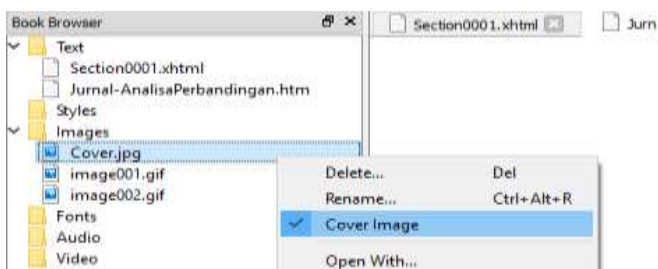 Book Browser
Section0001.xhtml
Jurn
Text
Section0001.xhtml
Jurnal-AnalisaPerbandingan.htm
Styles
Images
Cover.jpg
image001.gif
image002.gif
Fonts
Audio
Video
Delete... Del
Rename... Ctrl+Alt+R
Cover Image
Open With...